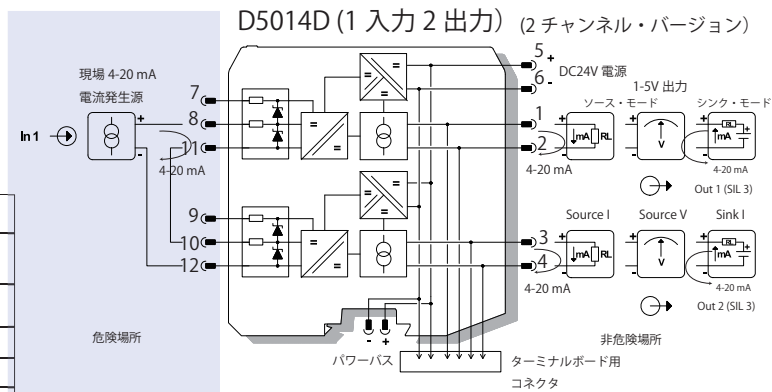 D5014D (1 入力 2 出力) (2 チャンネル・バージョン)
現場 4-20 mA
電流発生源
In 1
+
-
4-20 mA
7
8
11
9
10
12
5 +
6 -
DC24V 電源
1
2
4-20 mA
1-5V 出力
ソース・モード
シンク・モード
+
-
mA
RL
+
-
V
+
-
RL
mA
4-20 mA
Out 1 (SIL 3)
3
4
4-20 mA
Source I
Source V
Sink I
+
-
mA
RL
+
-
V
+
-
RL
mA
4-20 mA
Out 2 (SIL 3)
危険場所
非危険場所
- +
パワーバス
ターミナルボード用
コネクタ